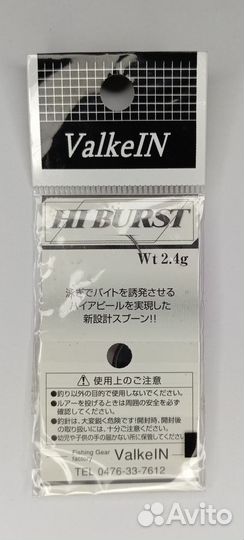 ValkeIN
HI BURST
Wt 2.4g
泳ぎでバイトを誘発させる
ハイアピールを実現した
新設計スプーン!!
⚠使用上のご注意
●釣り以外の目的で使用しないでください。
●ルアーを投げるときは周囲の安全を必ず
確認してください。
●釣針は、大変鋭く危険です!開封時、開封後
の取り扱いには、十分ご注意ください。
●幼児や子供の手の届かない所に保管してください。
Fishing Gear
factory
ValkeIN
TEL 0476-33-7612
Avito